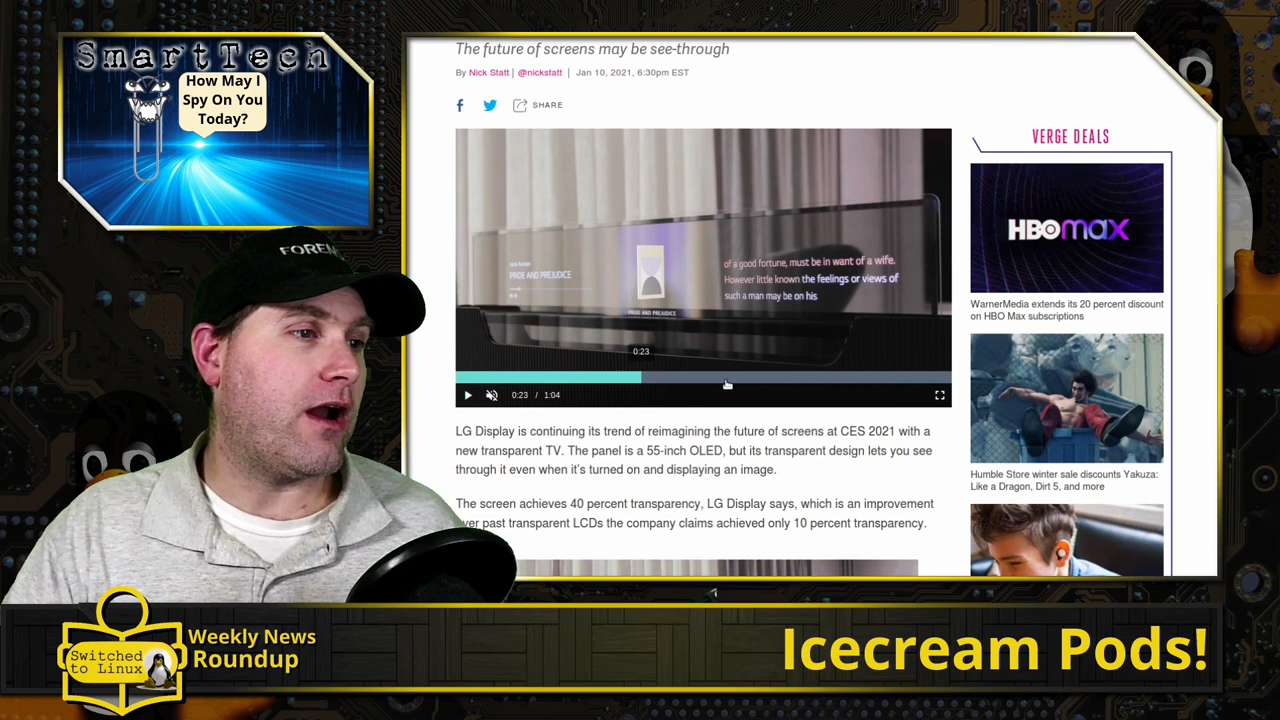 SmartTech
How May I
Spy On You
Today?
The future of screens may be see-through
By Nick Statt | @nickstatt | Jan 10, 2021, 6:30pm EST
SHARE
VERGE DEALS
HBOmax
WarnerMedia extends its 20 percent discount
on HBO Max subscriptions
Humble Store winter sale discounts Yakuza:
Like a Dragon, Dirt 5, and more
PRIDE AND PREJUDICE
of a good fortune, must be in want of a wife.
However little known the feelings or views of
such a man may be on his
PRIDE AND PREJUDICE
0:23
0:23 / 1:04
LG Display is continuing its trend of reimagining the future of screens at CES 2021 with a
new transparent TV. The panel is a 55-inch OLED, but its transparent design lets you see
through it even when it's turned on and displaying an image.
The screen achieves 40 percent transparency, LG Display says, which is an improvement
past transparent LCDs the company claims achieved only 10 percent transparency.
Switched
to Linux
Weekly News
Roundup
Icecream Pods!